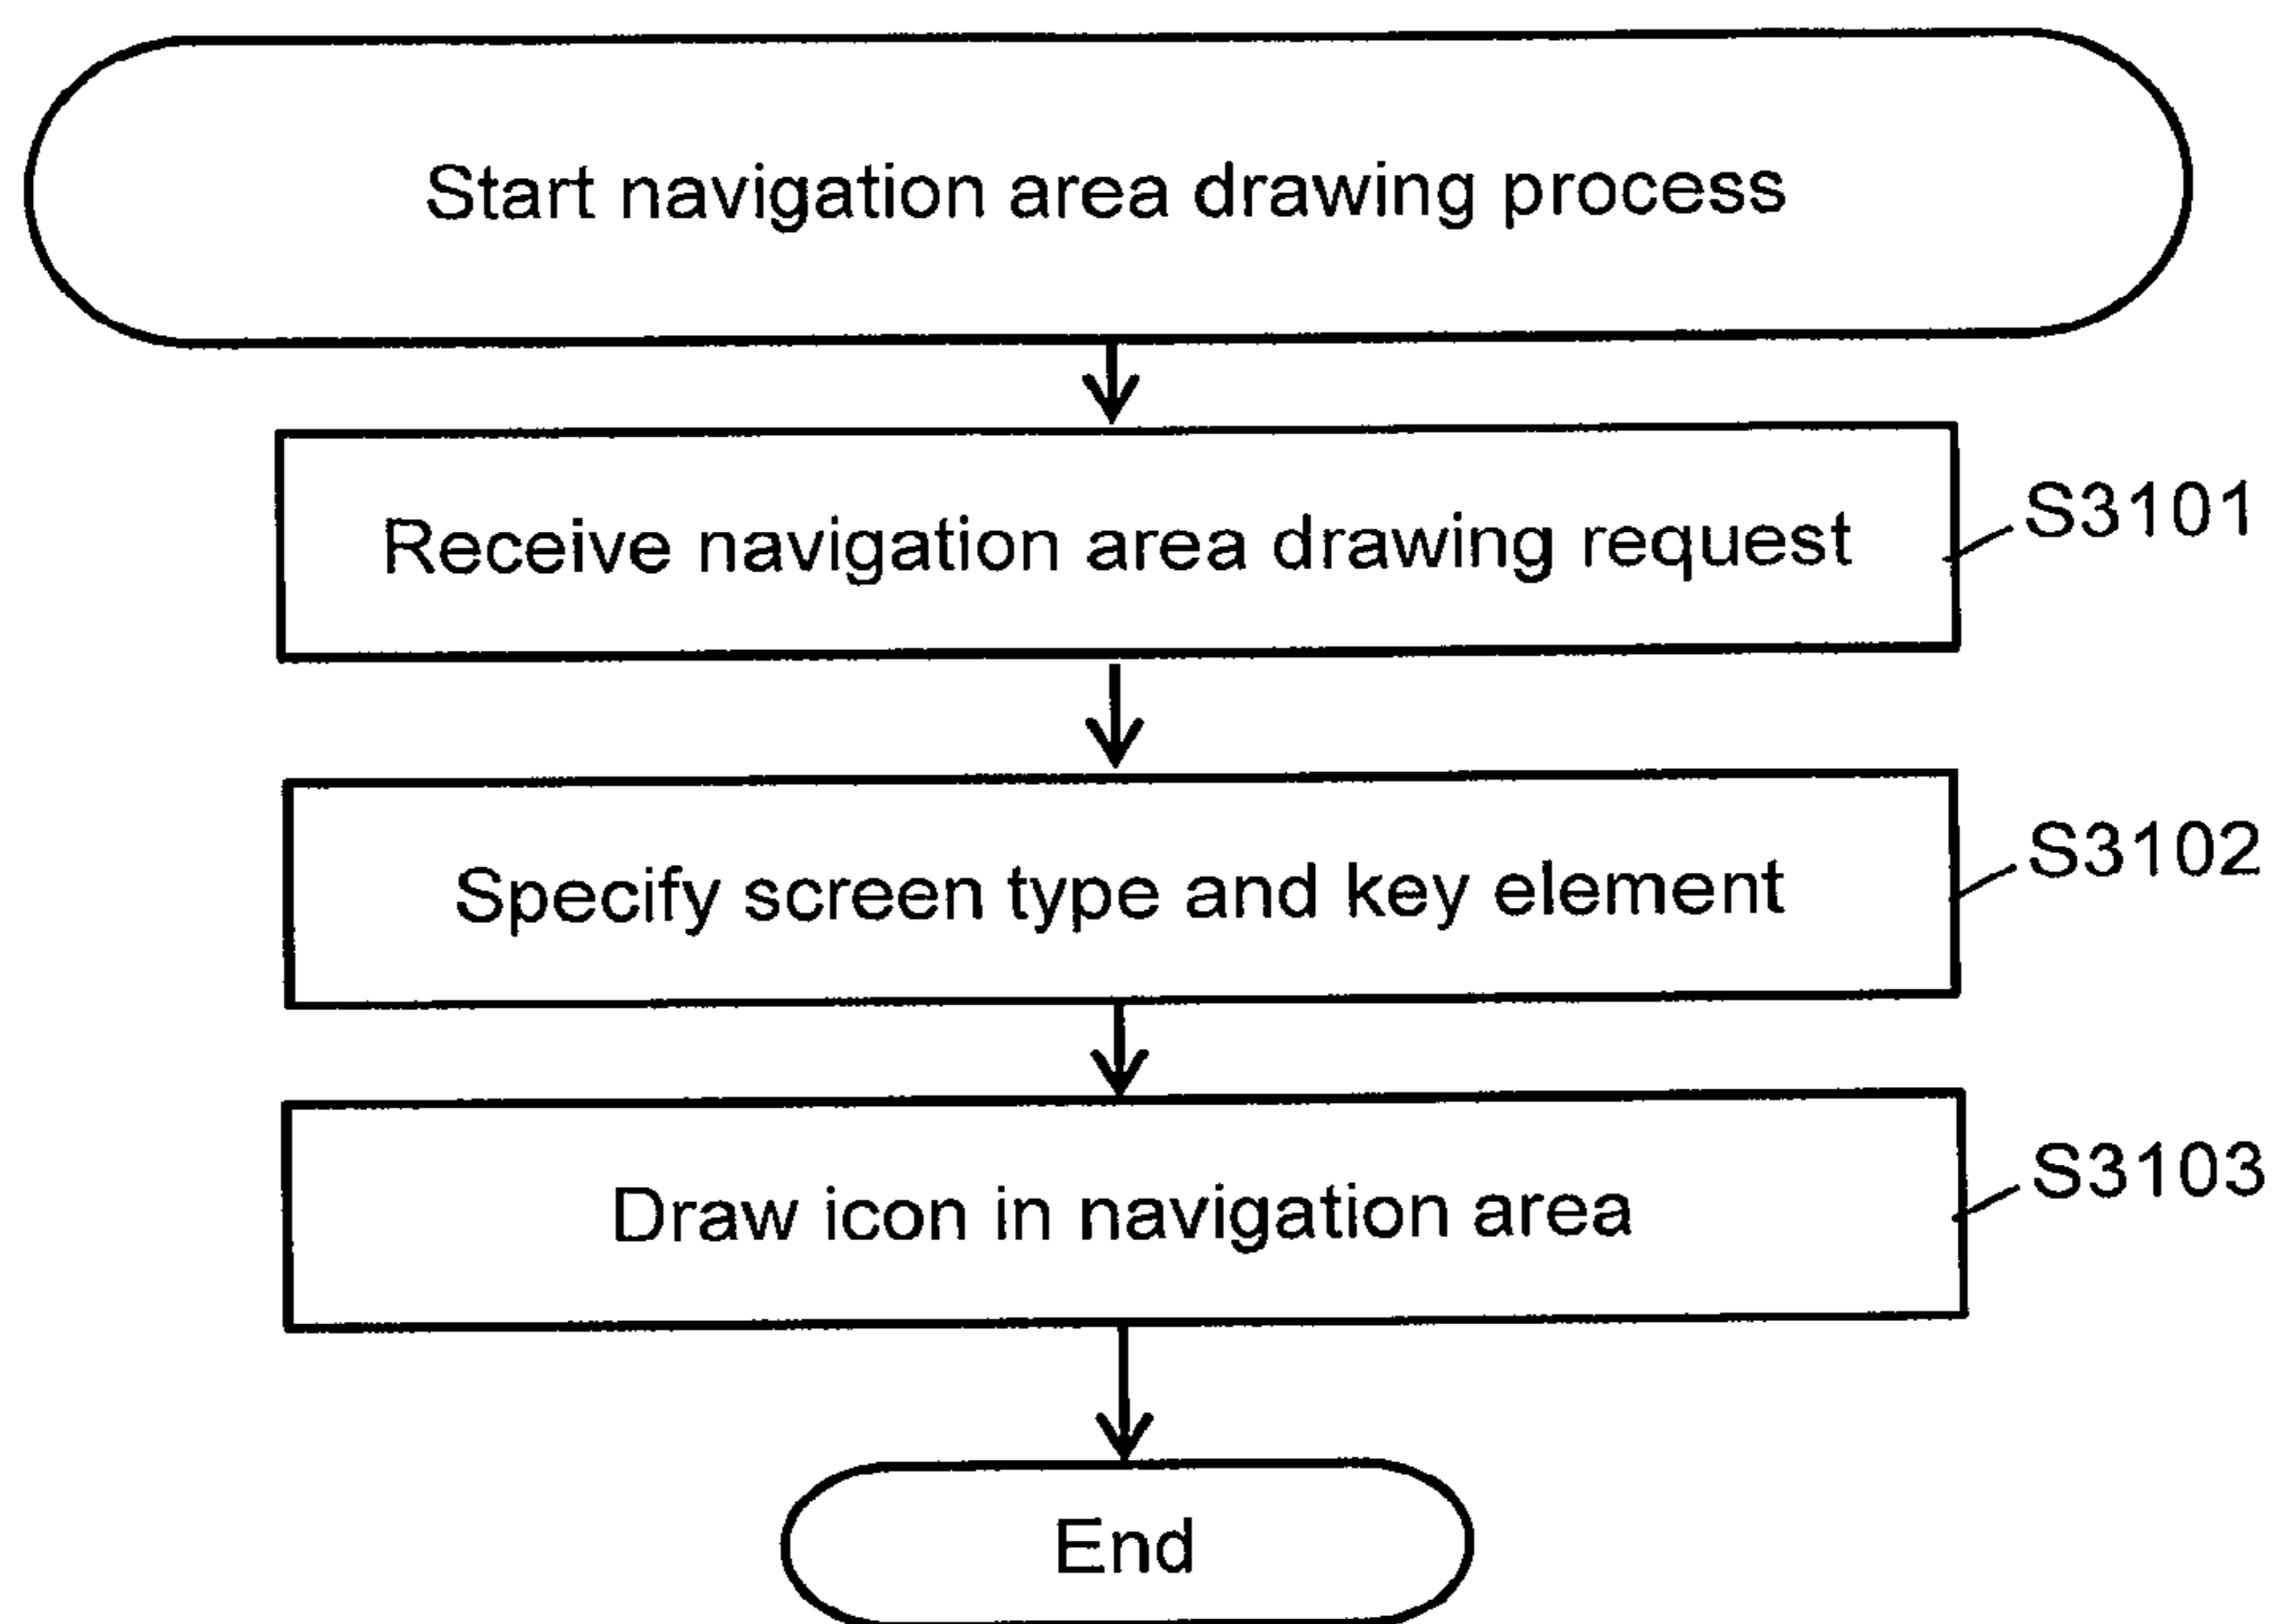 Start navigation area drawing process
Receive navigation area drawing request
S3101
Specify screen type and key element
S3102
Draw icon in navigation area
S3103
End